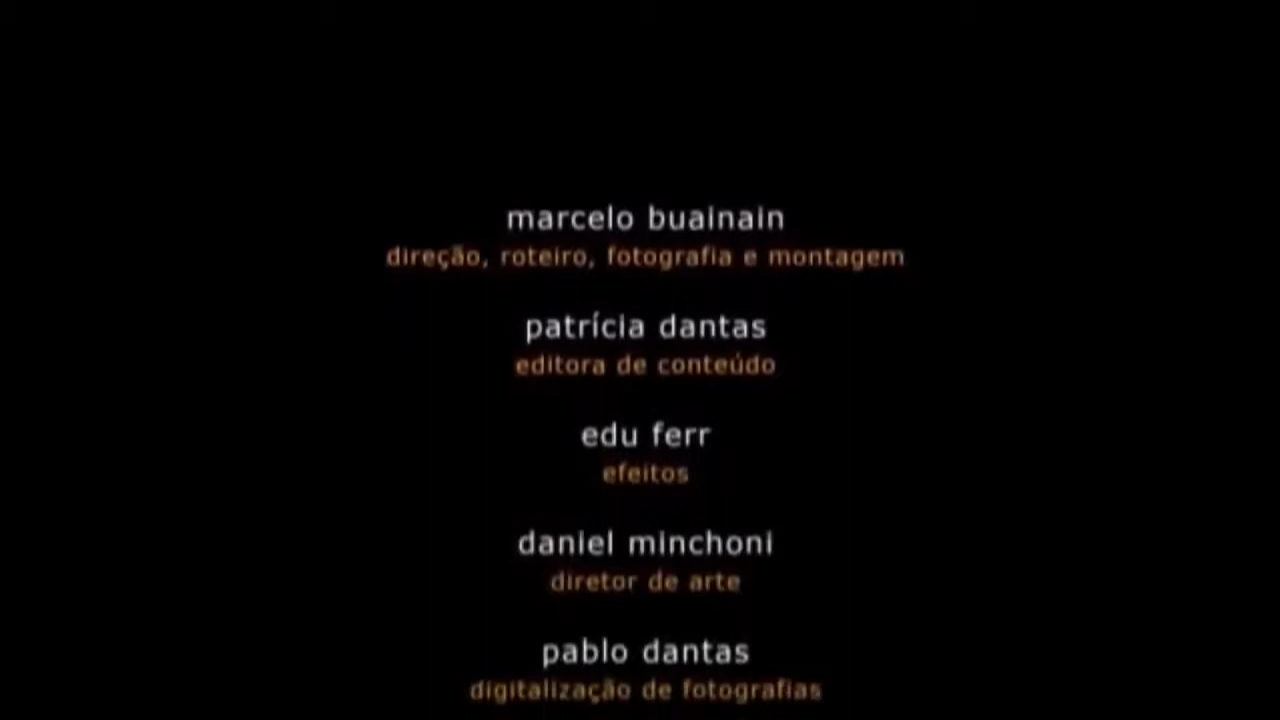 marcelo buainain
direção, roteiro, fotografia e montagem
patrícia dantas
editora de conteúdo
edu ferr
efeitos
daniel minchoni
diretor de arte
pablo dantas
digitalização de fotografias